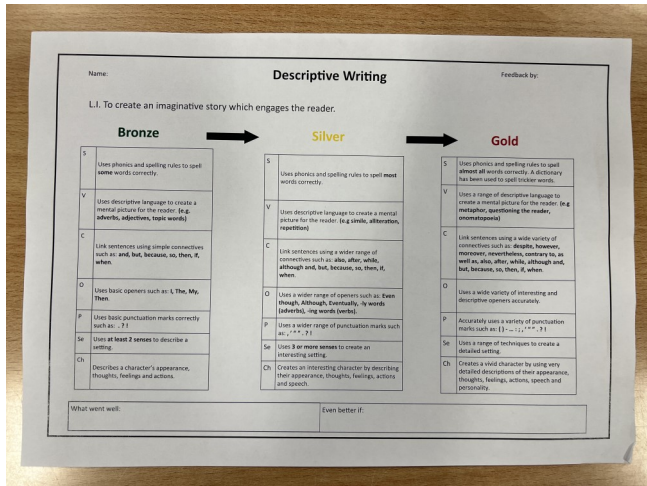 Name:
Descriptive Writing
Feedback by:
L.I. To create an imaginative story which engages the reader.
Bronze
S
Uses phonics and spelling rules to spell
some words correctly.
V
Uses descriptive language to create a
mental picture for the reader. (e.g.
adverbs, adjectives, topic words)
C
Link sentences using simple connectives
such as: and, but, because, so, then, if,
when.
O
Uses basic openers such as: I, The, My,
Then.
P
Uses basic punctuation marks correctly
such as: . ? !
Se
Uses at least 2 senses to describe a
setting.
Ch
Describes a character's appearance,
thoughts, feelings and actions.
Silver
S
Uses phonics and spelling rules to spell most
words correctly.
V
Uses descriptive language to create a mental
picture for the reader. (e.g simile, alliteration,
repetition)
C
Link sentences using a wider range of
connectives such as: also, after, while,
although and, but, because, so, then, if,
when.
O
Uses a wider range of openers such as: Even
though, Although, Eventually, -ly words
(adverbs), -ing words (verbs).
P
Uses a wider range of punctuation marks such
as: , ' " " . ? !
Se
Uses 3 or more senses to create an
interesting setting.
Ch
Creates an interesting character by describing
their appearance, thoughts, feelings, actions
and speech.
Gold
S
Uses phonics and spelling rules to spell
almost all words correctly. A dictionary
has been used to spell trickier words.
V
Uses a range of descriptive language to
create a mental picture for the reader. (e.g
metaphor, questioning the reader,
onomatopoeia)
C
Link sentences using a wide variety of
connectives such as: despite, however,
moreover, nevertheless, contrary to, as
well as, also, after, while, although and,
but, because, so, then, if, when.
O
Uses a wide variety of interesting and
descriptive openers accurately.
P
Accurately uses a variety of punctuation
marks such as: ( ) - ... : ; , ' " " . ? !
Se
Uses a range of techniques to create a
detailed setting.
Ch
Creates a vivid character by using very
detailed descriptions of their appearance,
thoughts, feelings, actions, speech and
personality.
What went well:
Even better if: